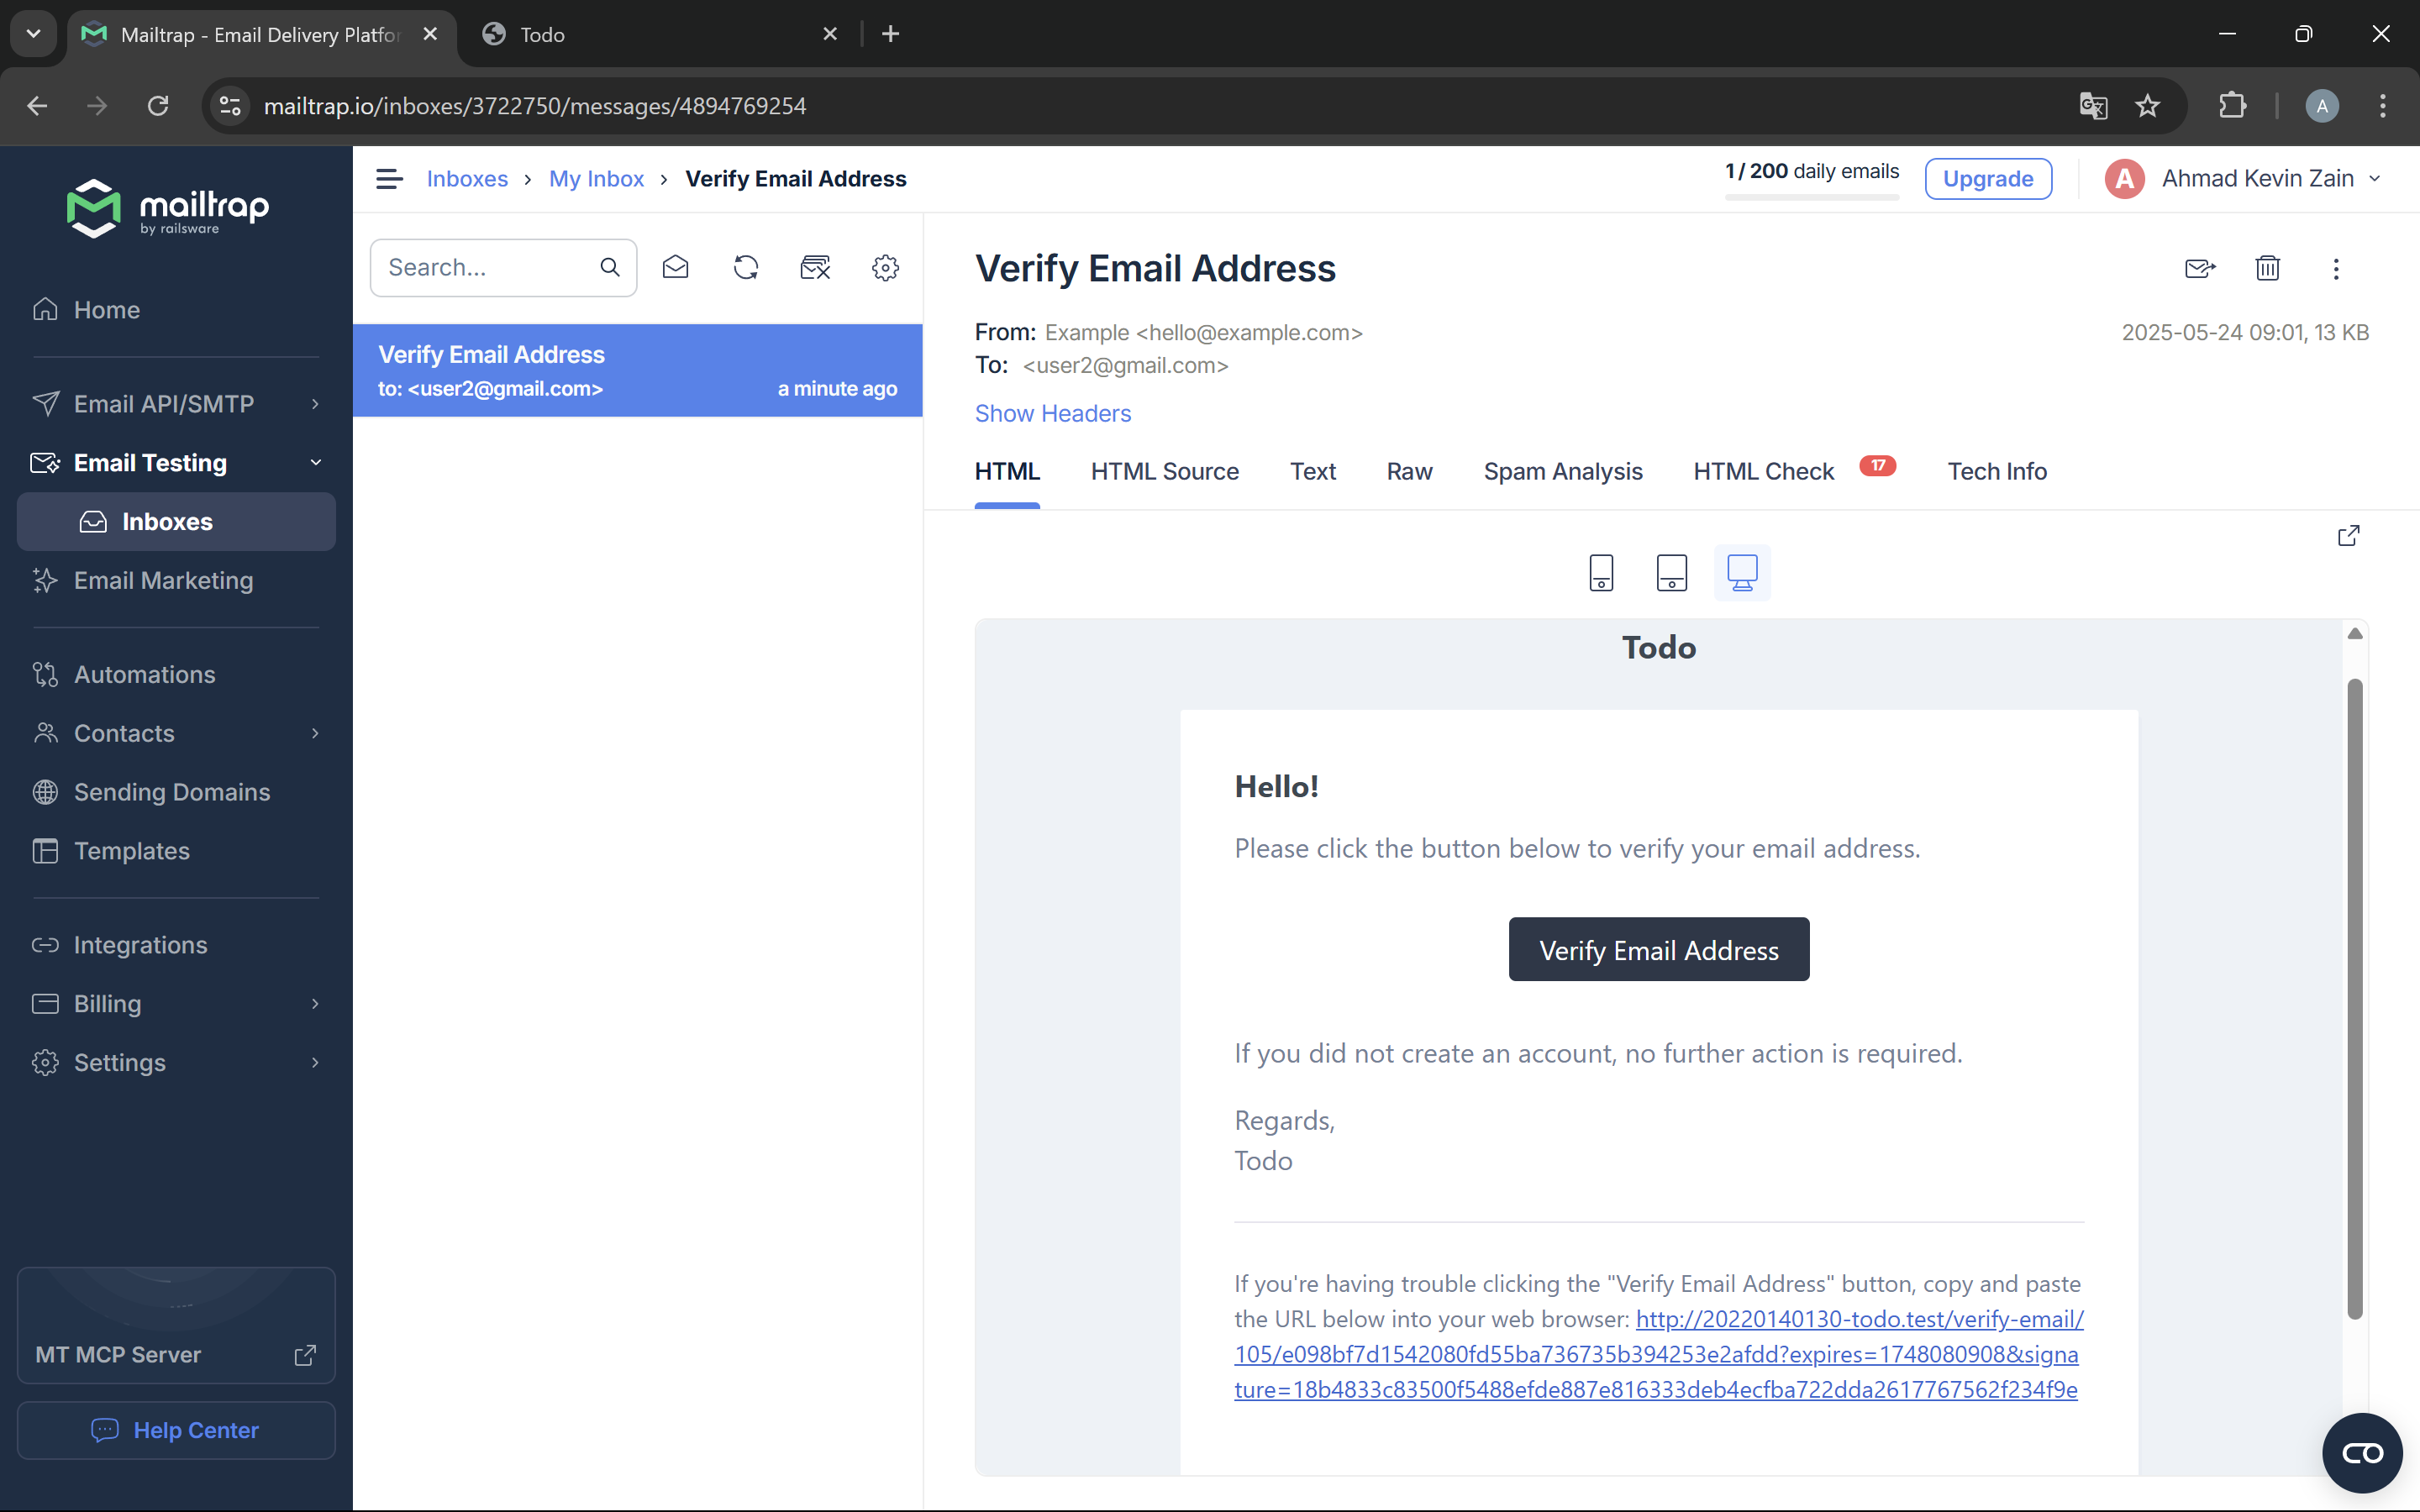 Mailtrap - Email Delivery Platfor
Todo
mailtrap.io/inboxes/3722750/messages/4894769254
A
mailtrap
by railsware
Home
Email API/SMTP
Email Testing
Inboxes
Email Marketing
Automations
Contacts
Sending Domains
Templates
Integrations
Billing
Settings
MT MCP Server
Help Center
Inboxes › My Inbox › Verify Email Address
1 / 200 daily emails
Upgrade
A
Ahmad Kevin Zain
Search...
Verify Email Address
to: <user2@gmail.com> a minute ago
Verify Email Address
From: Example <hello@example.com>
2025-05-24 09:01, 13 KB
To: <user2@gmail.com>
Show Headers
HTML HTML Source Text Raw Spam Analysis HTML Check 17 Tech Info
Todo
Hello!
Please click the button below to verify your email address.
Verify Email Address
If you did not create an account, no further action is required.
Regards,
Todo
If you're having trouble clicking the "Verify Email Address" button, copy and paste
the URL below into your web browser: http://20220140130-todo.test/verify-email/
105/e098bf7d1542080fd55ba736735b394253e2afdd?expires=1748080908&signa
ture=18b4833c83500f5488efde887e816333deb4ecfba722dda2617767562f234f9e